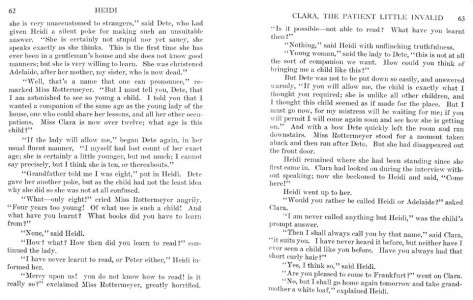 62 HEIDI
she is very unaccustomed to strangers," said Dete, who had
given Heidi a silent poke for making such an unsuitable
answer. "She is certainly not stupid nor yet saucy, she
speaks exactly as she thinks. This is the first time she has
ever been in a gentleman's house and she does not know good
manners; but she is very willing to learn. She was christened
Adelaide, after her mother, my sister, who is now dead."
"Well, that's a name that one can pronounce," re-
marked Miss Rottermeyer. "But I must tell you, Dete, that
I am astonished to see so young a child. I told you that I
wanted a companion of the same age as the young lady of the
house, one who could share her lessons, and all her other occu-
pations. Miss Clara is now over twelve; what age is this
child?"
"If the lady will allow me," began Dete again, in her
usual fluent manner, "I myself had lost count of her exact
age; she is certainly a little younger, but not much; I cannot
say precisely, but I think she is ten, or thereabouts."
"Grandfather told me I was eight," put in Heidi. Dete
gave her another poke, but as the child had not the least idea
why she did so she was not at all confused.
"What—only eight!" cried Miss Rottermeyer angrily.
"Four years too young! Of what use is such a child! And
what have you learnt? What books did you have to learn
from?"
"None," said Heidi.
"How? what? How then did you learn to read?" con-
tinued the lady.
"I have never learnt to read, or Peter either," Heidi in-
formed her.
"Mercy upon us! you do not know how to read! is it
really so?" exclaimed Miss Rottermeyer, greatly horrified.
CLARA, THE PATIENT LITTLE INVALID 63
"Is it possible—not able to read? What have you learnt
then?"
"Nothing," said Heidi with unflinching truthfulness.
"Young woman," said the lady to Dete, "this is not at all
the sort of companion we want. How could you think of
bringing me a child like this?"
But Dete was not to be put down so easily, and answered
warmly, "If you will allow me, the child is exactly what I
thought you required; she is unlike all other children, and
I thought this child seemed as if made for the place. But I
must go now, for my mistress will be waiting for me; if you
will permit I will come again soon and see how she is getting
on." And with a bow Dete quickly left the room and ran
downstairs. Miss Rottermeyer stood for a moment taken
aback and then ran after Dete. But she had disappeared out
the front door.
Heidi remained where she had been standing since she
first came in. Clara had looked on during the interview with-
out speaking; now she beckoned to Heidi and said, "Come
here!"
Heidi went up to her.
"Would you rather be called Heidi or Adelaide?" asked
Clara.
"I am never called anything but Heidi," was the child's
prompt answer.
"Then I shall always call you by that name," said Clara,
"it suits you. I have never heard it before, but neither have I
ever seen a child like you before. Have you always had that
short curly hair?"
"Yes, I think so," said Heidi.
"Are you pleased to come to Frankfurt?" went on Clara.
"No, but I shall go home again tomorrow and take grand-
mother a white loaf," explained Heidi.